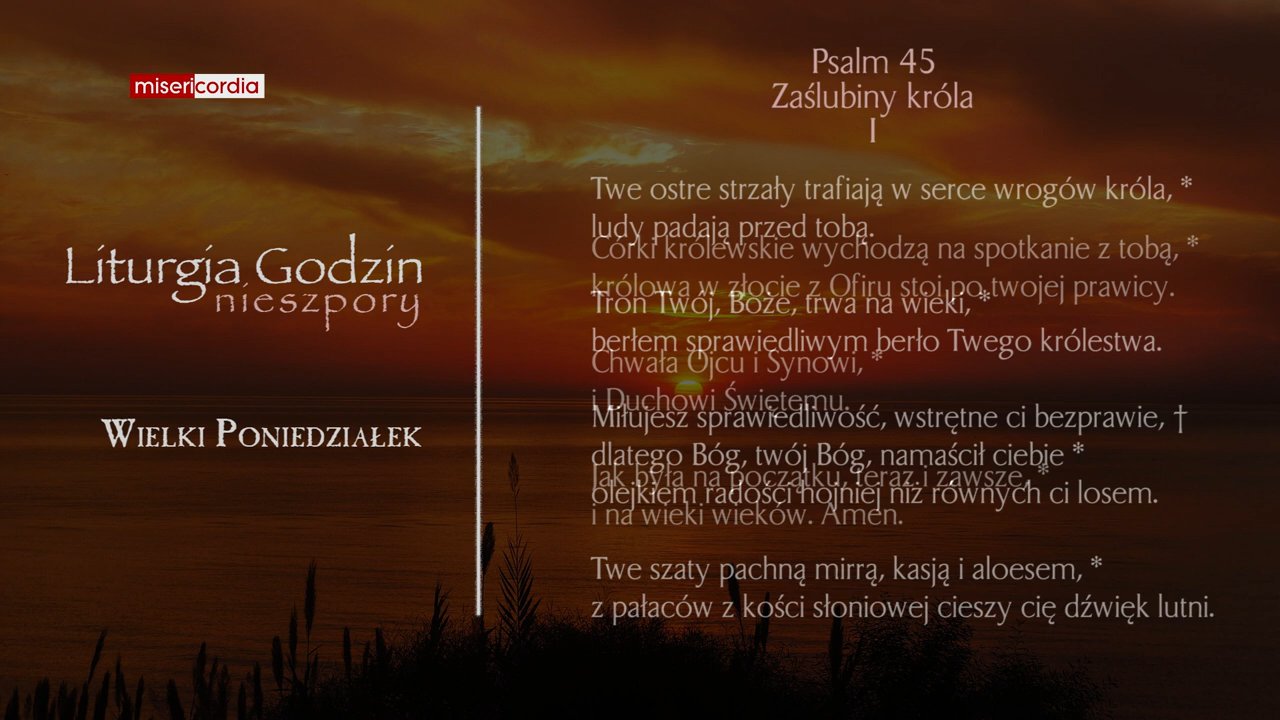 misericordia
Liturgia Godzin
nieszpory
Wielki Poniedziałek
Psalm 45
Zaślubiny króla
I
Twe ostre strzały trafiają w serce wrogów króla, *
ludy padają przed tobą.
Córki królewskie wychodzą na spotkanie z tobą, *
królowa w złocie z Ofiru stoi po twojej prawicy.
Tron Twój, Boże, trwa na wieki, *
berłem sprawiedliwym berło Twego królestwa.
Chwała Ojcu i Synowi, *
i Duchowi Świętemu.
Miłujesz sprawiedliwość, wstrętne ci bezprawie, †
dlatego Bóg, twój Bóg, namaścił ciebie *
Jak była na początku, teraz i zawsze, *
olejkiem radości hojniej niż równych ci losem.
i na wieki wieków. Amen.
Twe szaty pachną mirrą, kasją i aloesem, *
z pałaców z kości słoniowej cieszy cię dźwięk lutni.